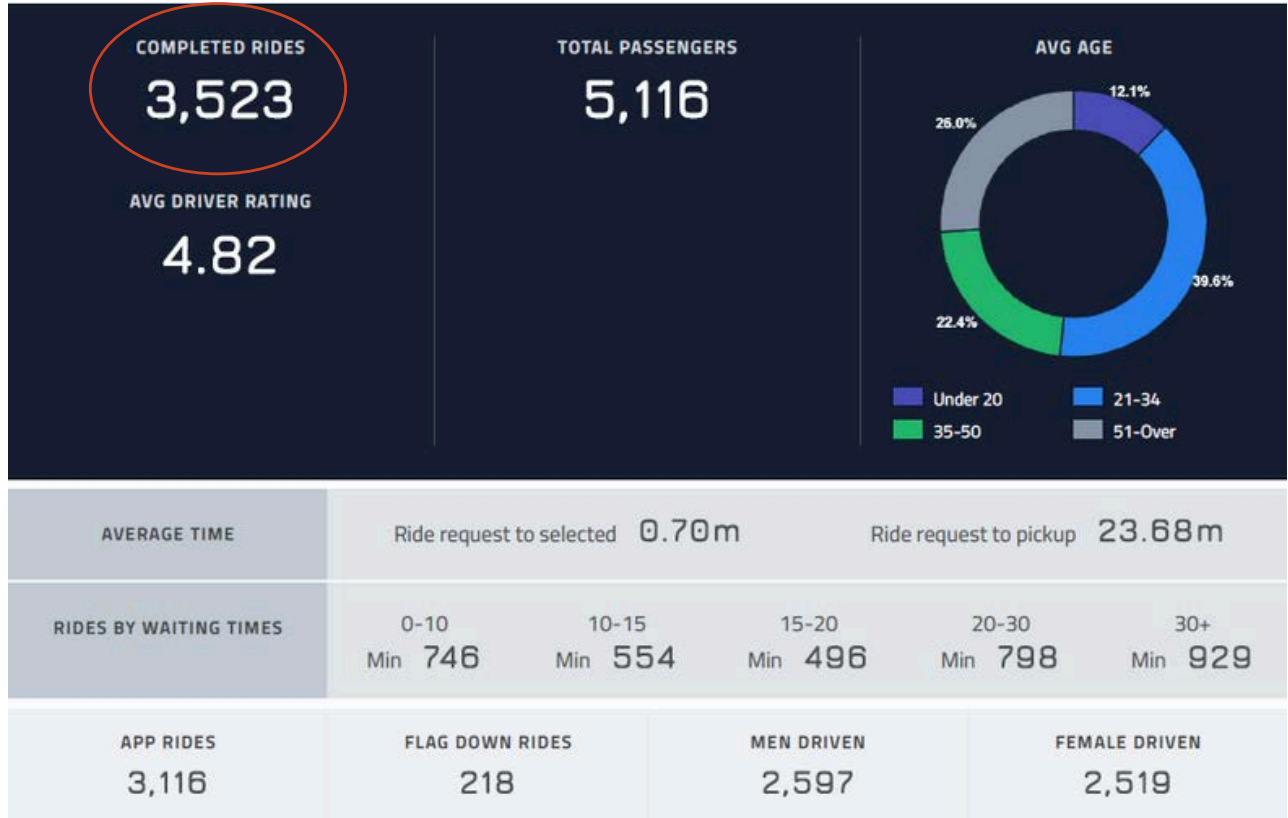 COMPLETED RIDES
3,523
AVG DRIVER RATING
4.82
TOTAL PASSENGERS
5,116
AVG AGE
12.1%
26.0%
39.6%
22.4%
Under 20
21-34
35-50
51-Over
AVERAGE TIME
Ride request to selected 0.70m
Ride request to pickup 23.68m
RIDES BY WAITING TIMES
0-10
Min 746
10-15
Min 554
15-20
Min 496
20-30
Min 798
30+
Min 929
APP RIDES
3,116
FLAG DOWN RIDES
218
MEN DRIVEN
2,597
FEMALE DRIVEN
2,519